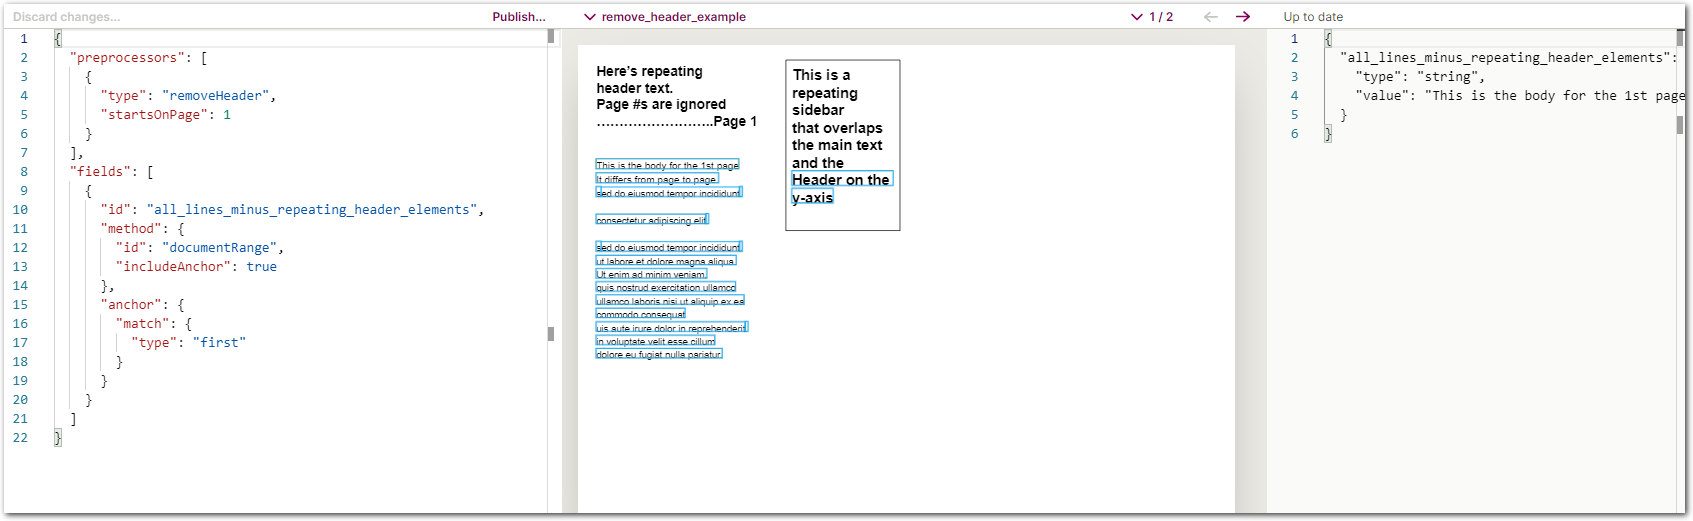 Discard changes...
Publish...
remove_header_example
1 / 2
Up to date
1 {
2 "preprocessors": [
3 {
4 "type": "removeHeader",
5 "startsOnPage": 1
6 }
7 ],
8 "fields": [
9 {
10 "id": "all_lines_minus_repeating_header_elements",
11 "method": {
12 "id": "documentRange",
13 "includeAnchor": true
14 },
15 "anchor": {
16 "match": {
17 "type": "first"
18 }
19 }
20 }
21 ]
22 }
Here's repeating
header text.
Page #s are ignored
..........................Page 1
This is the body for the 1st page
It differs from page to page.
sed do eiusmod tempor incididunt
consectetur adipiscing elit
sed do eiusmod tempor incididunt
ut labore et dolore magna aliqua.
Ut enim ad minim veniam,
quis nostrud exercitation ullamco
ullamco laboris nisi ut aliquip ex ea
commodo consequat
uis aute irure dolor in reprehenderit
in voluptate velit esse cillum
dolore eu fugiat nulla pariatur.
This is a
repeating
sidebar
that overlaps
the main text
and the
Header on the
y-axis
1 {
2 "all_lines_minus_repeating_header_elements":
3 "type": "string",
4 "value": "This is the body for the 1st page
5 }
6 }